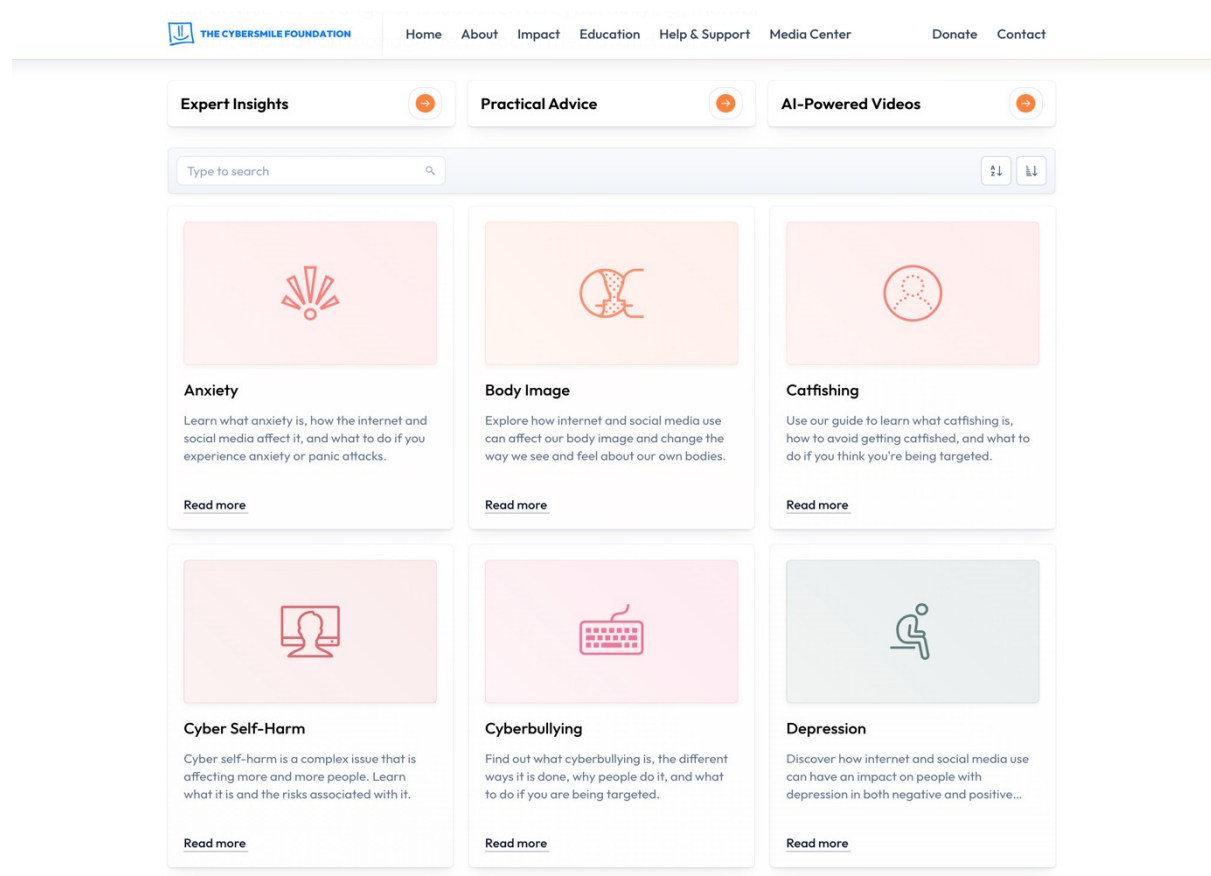 THE CYBERSMILE FOUNDATION Home About Impact Education Help & Support Media Center Donate Contact
Expert Insights
Practical Advice
AI-Powered Videos
Type to search
Anxiety
Learn what anxiety is, how the internet and
social media affect it, and what to do if you
experience anxiety or panic attacks.
Read more
Body Image
Explore how internet and social media use
can affect our body image and change the
way we see and feel about our own bodies.
Read more
Catfishing
Use our guide to learn what catfishing is,
how to avoid getting catfished, and what to
do if you think you're being targeted.
Read more
Cyber Self-Harm
Cyber self-harm is a complex issue that is
affecting more and more people. Learn
what it is and the risks associated with it.
Read more
Cyberbullying
Find out what cyberbullying is, the different
ways it is done, why people do it, and what
to do if you are being targeted.
Read more
Depression
Discover how internet and social media use
can have an impact on people with
depression in both negative and positive...
Read more